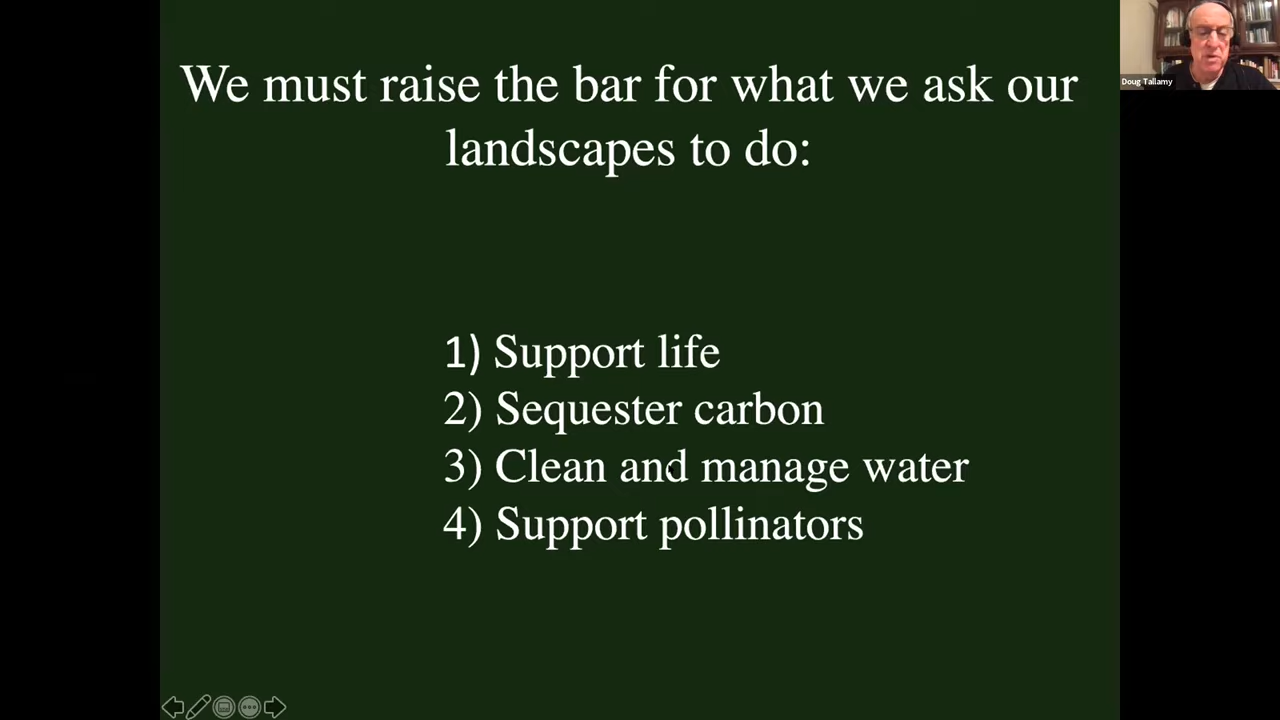 We must raise the bar for what we ask our
landscapes to do:
1) Support life
2) Sequester carbon
3) Clean and manage water
4) Support pollinators
Doug Tallamy